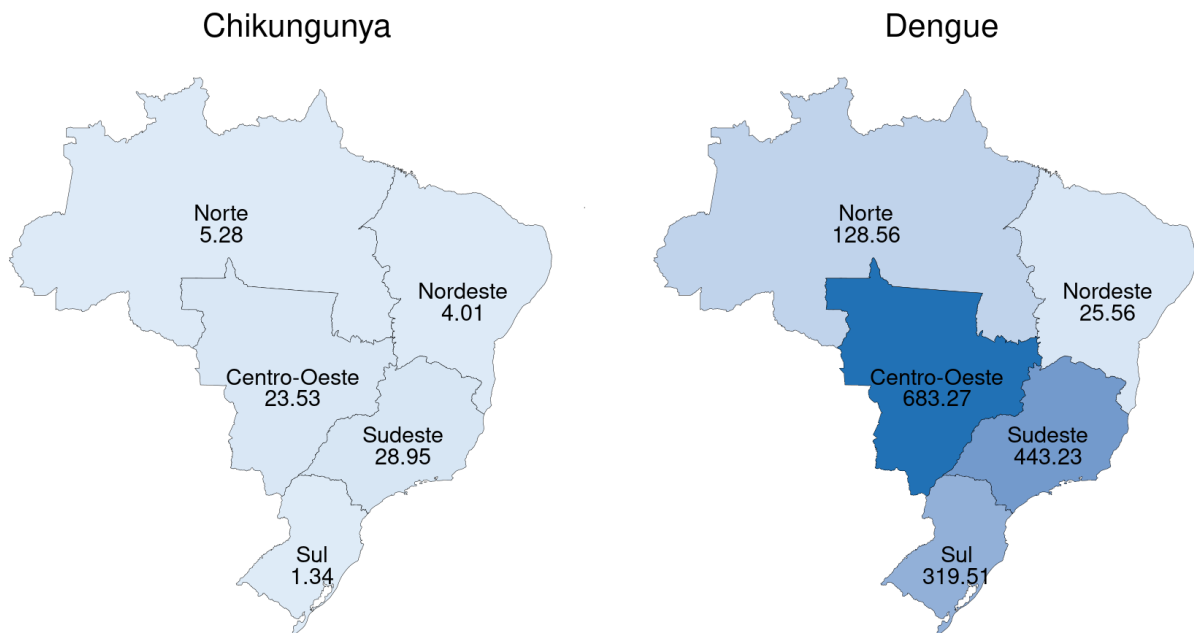 Chikungunya
Norte
5.28
Nordeste
4.01
Centro-Oeste
23.53
Sudeste
28.95
Sul
1.34
Dengue
Norte
128.56
Nordeste
25.56
Centro-Oeste
683.27
Sudeste
443.23
Sul
319.51